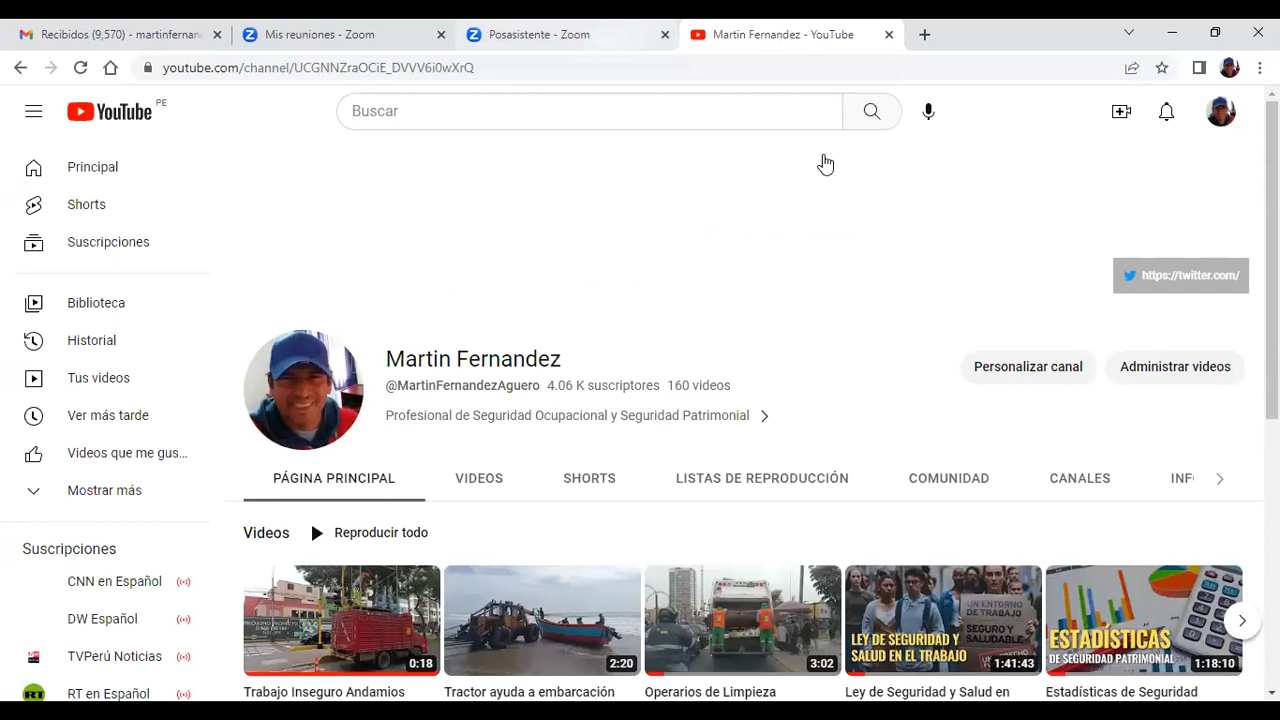 Recibidos (9,570) - martinfernan
Mis reuniones - Zoom
Posasistente - Zoom
Martin Fernandez - YouTube
youtube.com/channel/UCGNNZraOCiE_DVVV6i0wXrQ
YouTube PE
Buscar
Principal
Shorts
Suscripciones
https://twitter.com/
Biblioteca
Historial
Tus videos
Ver más tarde
Videos que me gus...
Mostrar más
Martin Fernandez
@MartinFernandezAguero 4.06 K suscriptores 160 videos
Profesional de Seguridad Ocupacional y Seguridad Patrimonial
Personalizar canal
Administrar videos
PÁGINA PRINCIPAL
VIDEOS
SHORTS
LISTAS DE REPRODUCCIÓN
COMUNIDAD
CANALES
INF
Videos
Reproducir todo
Suscripciones
CNN en Español
DW Español
TVPerú Noticias
RT en Español
0:18
2:20
3:02
UN ENTORNO DE
TRABAJO
SEGURO Y
SALUDABLE
LEY DE SEGURIDAD Y
SALUD EN EL TRABAJO
1:41:43
ESTADÍSTICAS
DE SEGURIDAD PATRIMONIAL
1:18:10
Trabajo Inseguro Andamios
Tractor ayuda a embarcación
Operarios de Limpieza
Ley de Seguridad y Salud en
Estadísticas de Seguridad